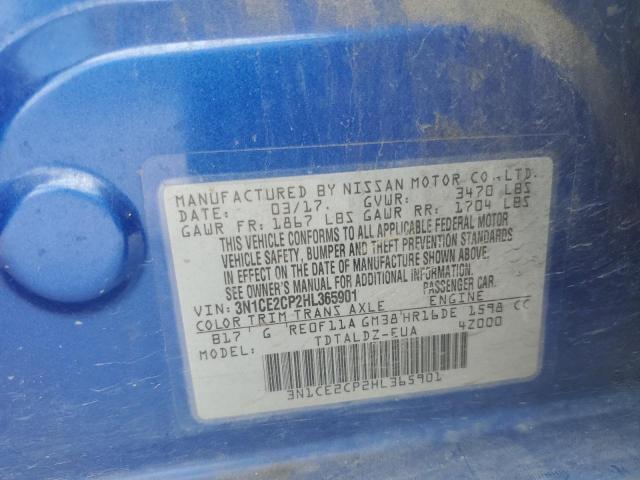 MANUFACTURED BY NISSAN MOTOR CO.,LTD.
DATE: 03/17. GVWR: 3470 LBS
GAWR FR: 1867 LBS GAWR RR: 1704 LBS
THIS VEHICLE CONFORMS TO ALL APPLICABLE FEDERAL MOTOR
VEHICLE SAFETY, BUMPER AND THEFT PREVENTION STANDARDS
IN EFFECT ON THE DATE OF MANUFACTURE SHOWN ABOVE.
SEE OWNER'S MANUAL FOR ADDITIONAL INFORMATION.
VIN: 3N1CE2CP2HL365901 PASSENGER CAR.
COLOR TRIM TRANS AXLE ENGINE
B17 G RE0F11A GM38 HR16DE 1598 CC
MODEL: TDTALDZ-EUA 4Z000
3N1CE2CP2HL365901